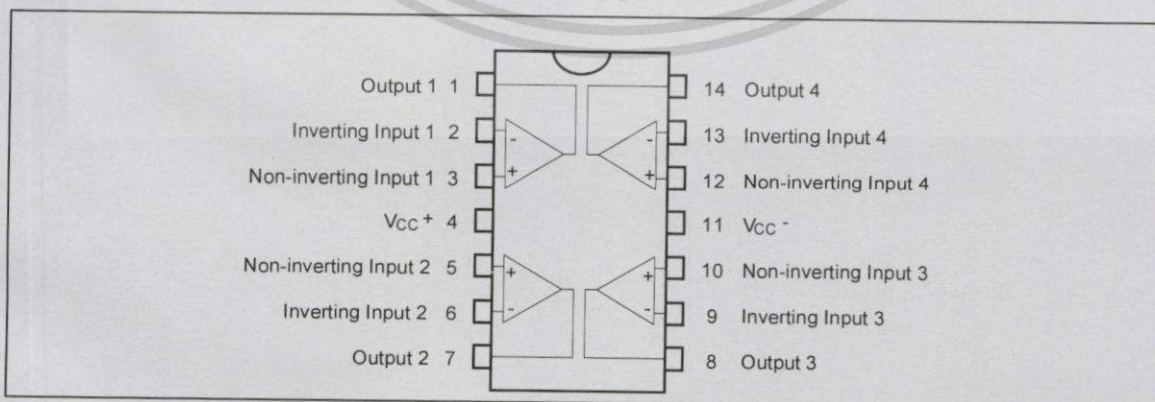 Output 1 1
Inverting Input 1 2
Non-inverting Input 1 3
VCC + 4
Non-inverting Input 2 5
Inverting Input 2 6
Output 2 7
14 Output 4
13 Inverting Input 4
12 Non-inverting Input 4
11 VCC -
10 Non-inverting Input 3
9 Inverting Input 3
8 Output 3
-
+
-
+
+
-
+
-